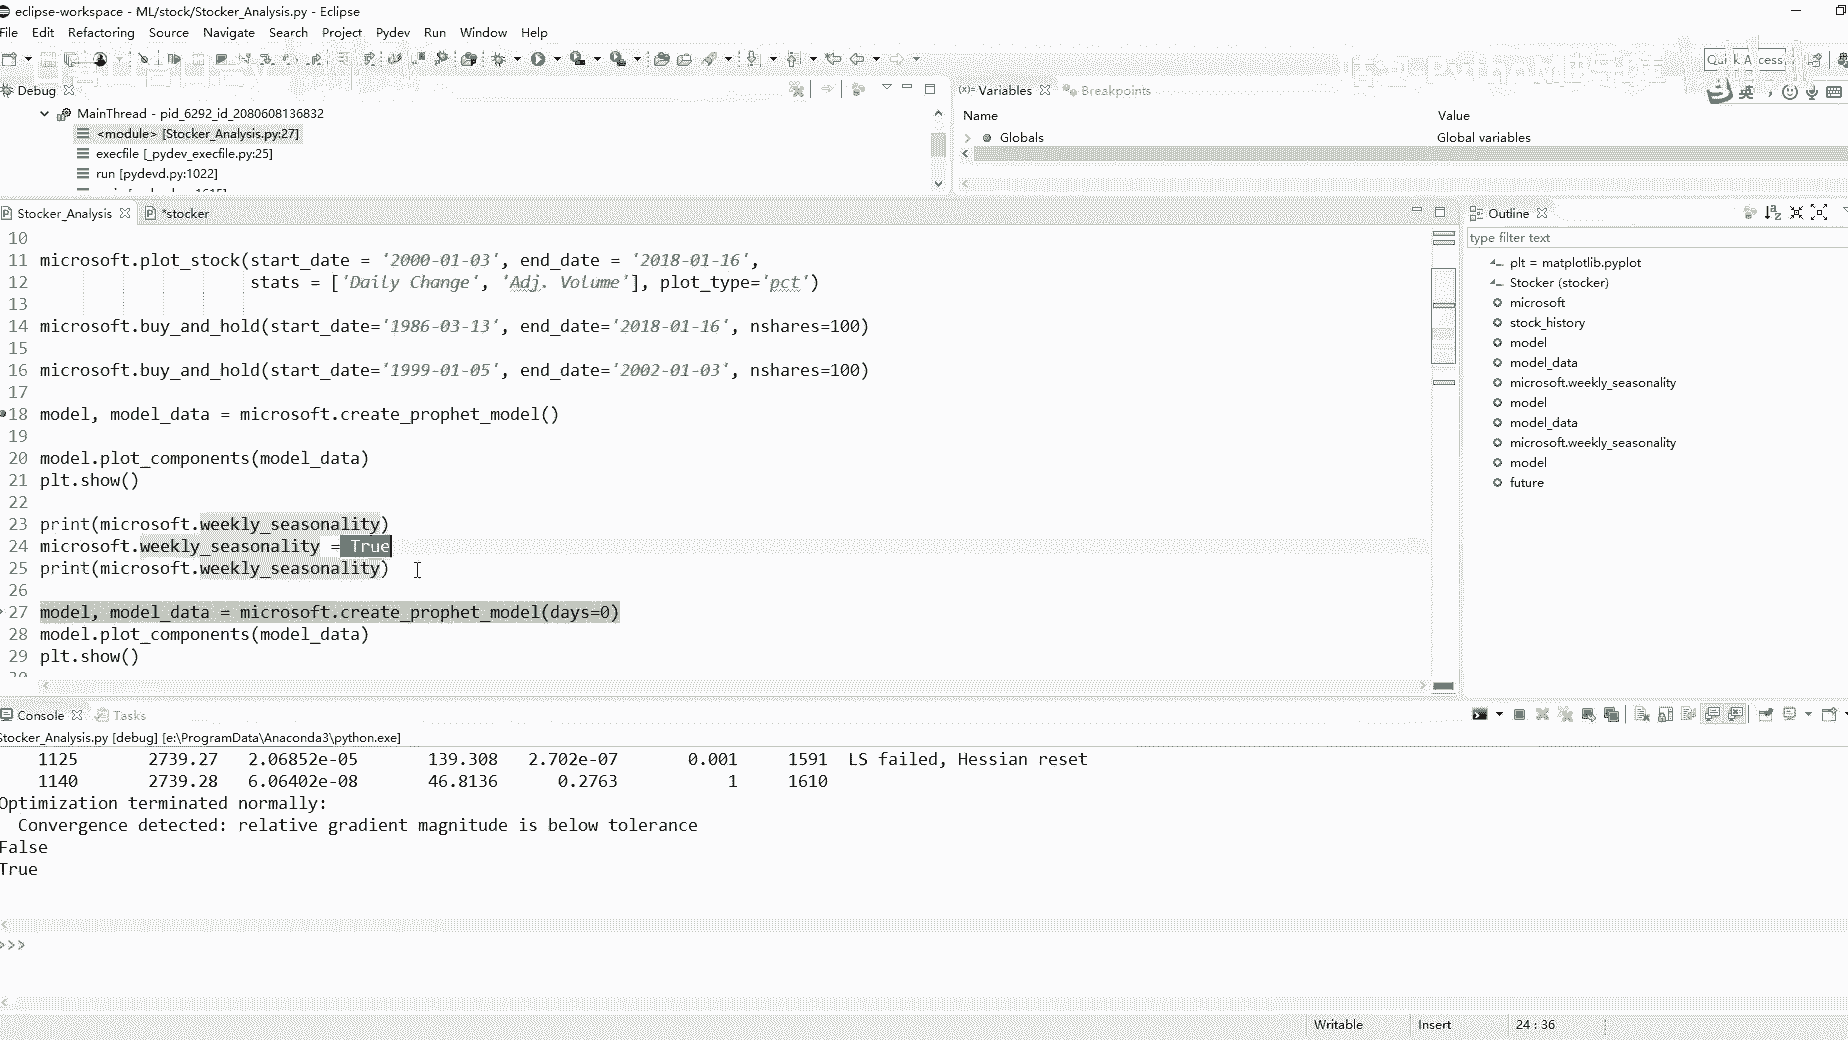 eclipse-workspace - ML/stock/Stocker_Analysis.py - Eclipse
File Edit Refactoring Source Navigate Search Project Pydev Run Window Help
Debug
Variables Breakpoints
MainThread - pid_6292_id_2080608136832
<module> [Stocker_Analysis.py:27]
execfile [_pydev_execfile.py:25]
run [pydevd.py:1022]
Name Value
Globals Global variables
Stocker_Analysis *stocker
10
11 microsoft.plot_stock(start_date = '2000-01-03', end_date = '2018-01-16',
12 stats = ['Daily Change', 'Adj. Volume'], plot_type='pct')
13
14 microsoft.buy_and_hold(start_date='1986-03-13', end_date='2018-01-16', nshares=100)
15
16 microsoft.buy_and_hold(start_date='1999-01-05', end_date='2002-01-03', nshares=100)
17
18 model, model_data = microsoft.create_prophet_model()
19
20 model.plot_components(model_data)
21 plt.show()
22
23 print(microsoft.weekly_seasonality)
24 microsoft.weekly_seasonality = True
25 print(microsoft.weekly_seasonality)
26
27 model, model_data = microsoft.create_prophet_model(days=0)
28 model.plot_components(model_data)
29 plt.show()
Outline
type filter text
plt = matplotlib.pyplot
Stocker (stocker)
microsoft
stock_history
model
model_data
microsoft.weekly_seasonality
model
model_data
microsoft.weekly_seasonality
model
future
Console Tasks
Stocker_Analysis.py [debug] [e:\ProgramData\Anaconda3\python.exe]
1125 2739.27 2.06852e-05 139.308 2.702e-07 0.001 1591 LS failed, Hessian reset
1140 2739.28 6.06402e-08 46.8136 0.2763 1 1610
Optimization terminated normally:
Convergence detected: relative gradient magnitude is below tolerance
False
True
>>>
Writable Insert 24 : 36